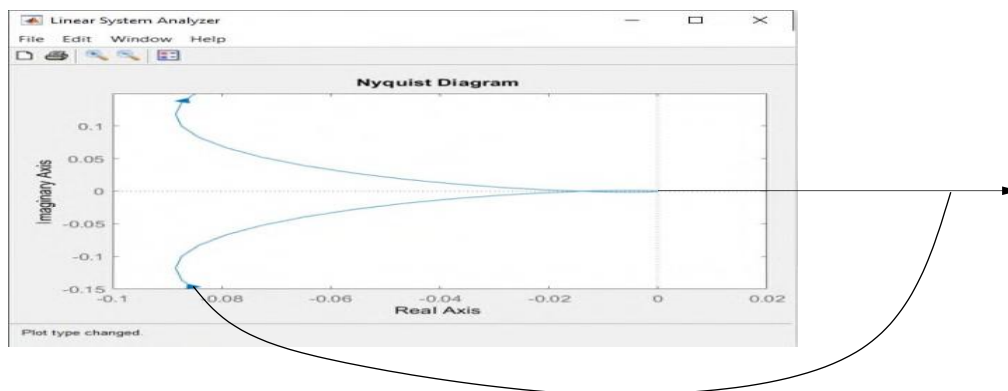 Linear System Analyzer
File Edit Window Help
Nyquist Diagram
0.1
0.05
0
-0.05
-0.1
-0.15
Imaginary Axis
-0.1 -0.08 -0.06 -0.04 -0.02 0 0.02
Real Axis
Plot type changed.